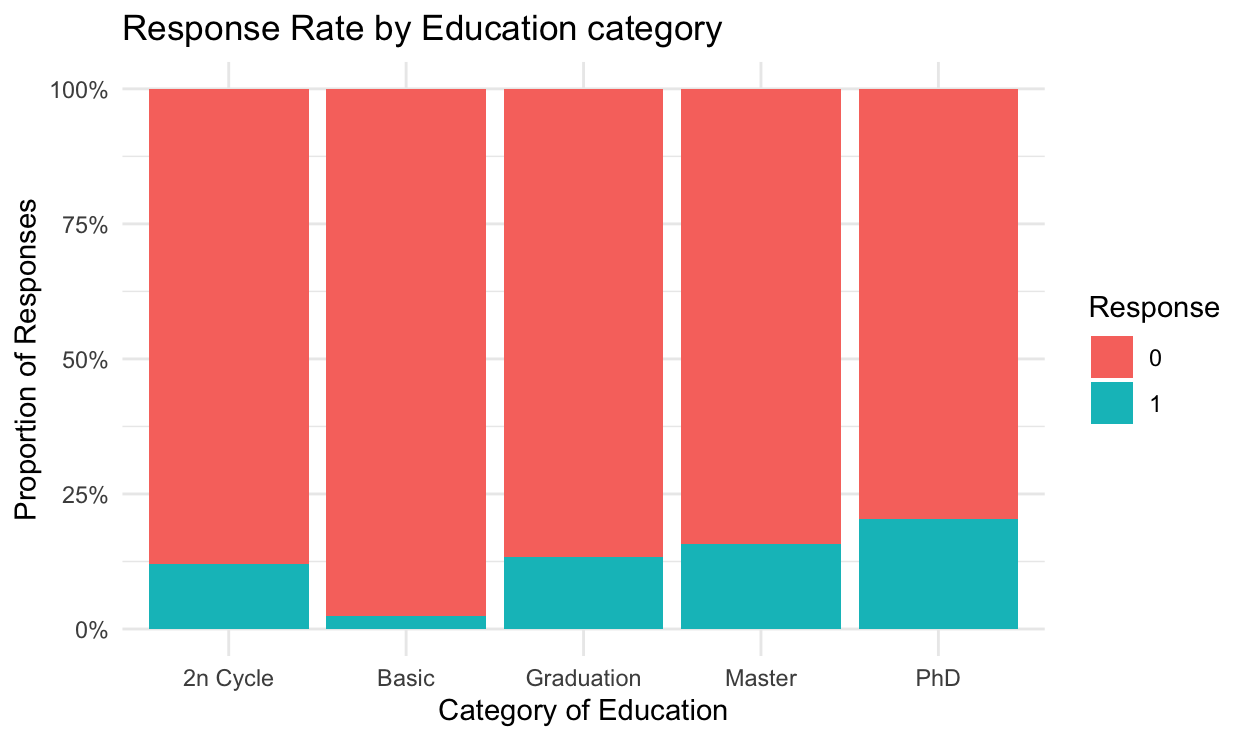 Response Rate by Education category
Proportion of Responses
100%
75%
50%
25%
0%
2n Cycle Basic Graduation Master PhD
Category of Education
Response
0
1